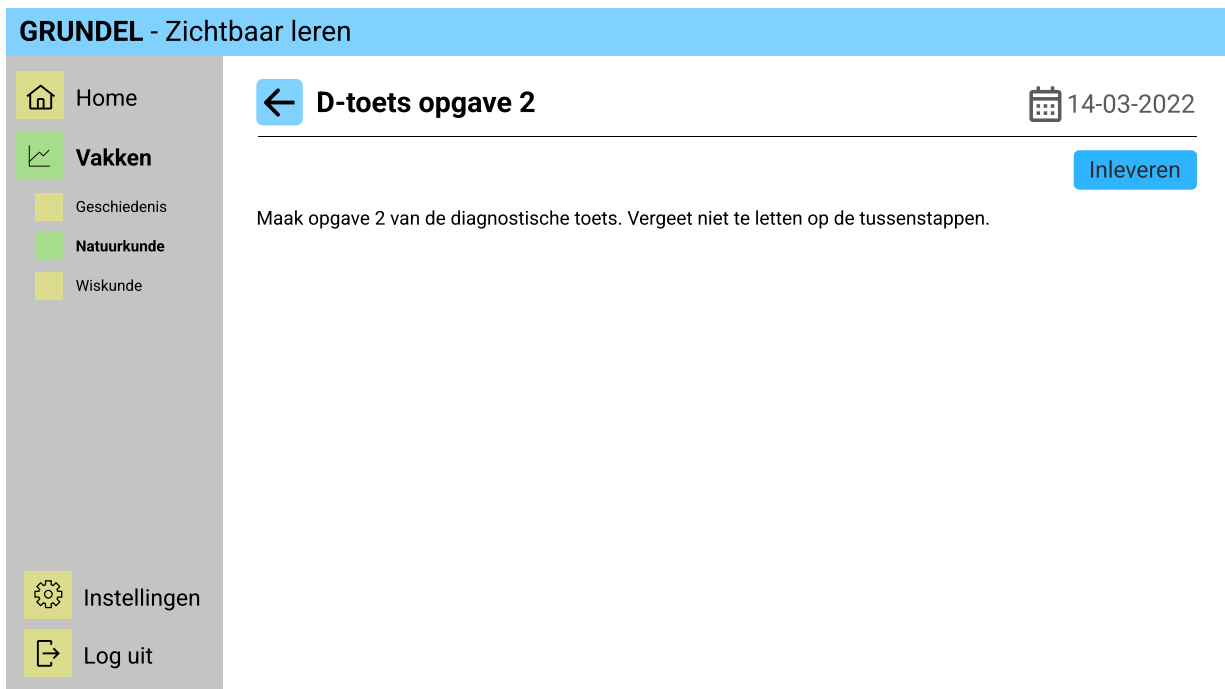 GRUNDEL - Zichtbaar leren
Home
Vakken
Geschiedenis
Natuurkunde
Wiskunde
Instellingen
Log uit
D-toets opgave 2
14-03-2022
Inleveren
Maak opgave 2 van de diagnostische toets. Vergeet niet te letten op de tussenstappen.